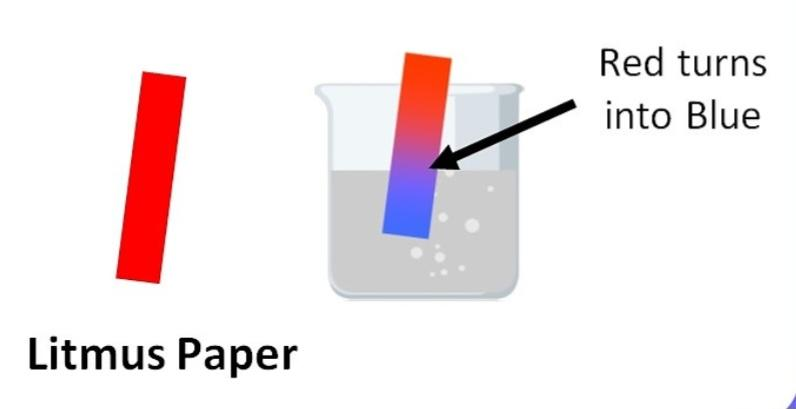 Red turns
into Blue
Litmus Paper